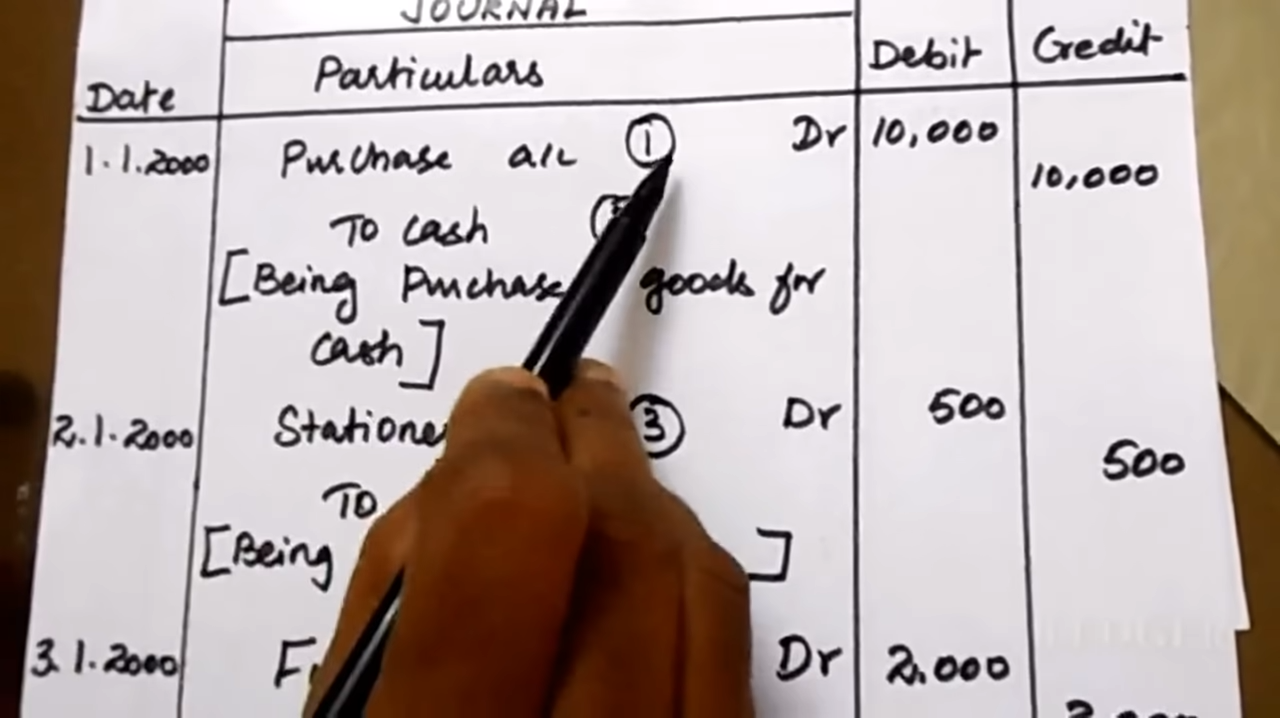 JOURNAL
Date Particulars Debit Credit
1.1.2000 Purchase a/c ① Dr 10,000
10,000
To cash
[Being Purchase goods for
cash]
2.1.2000 ③ Dr 500
500
To
[Being ]
3.1.2000 Dr 2,000